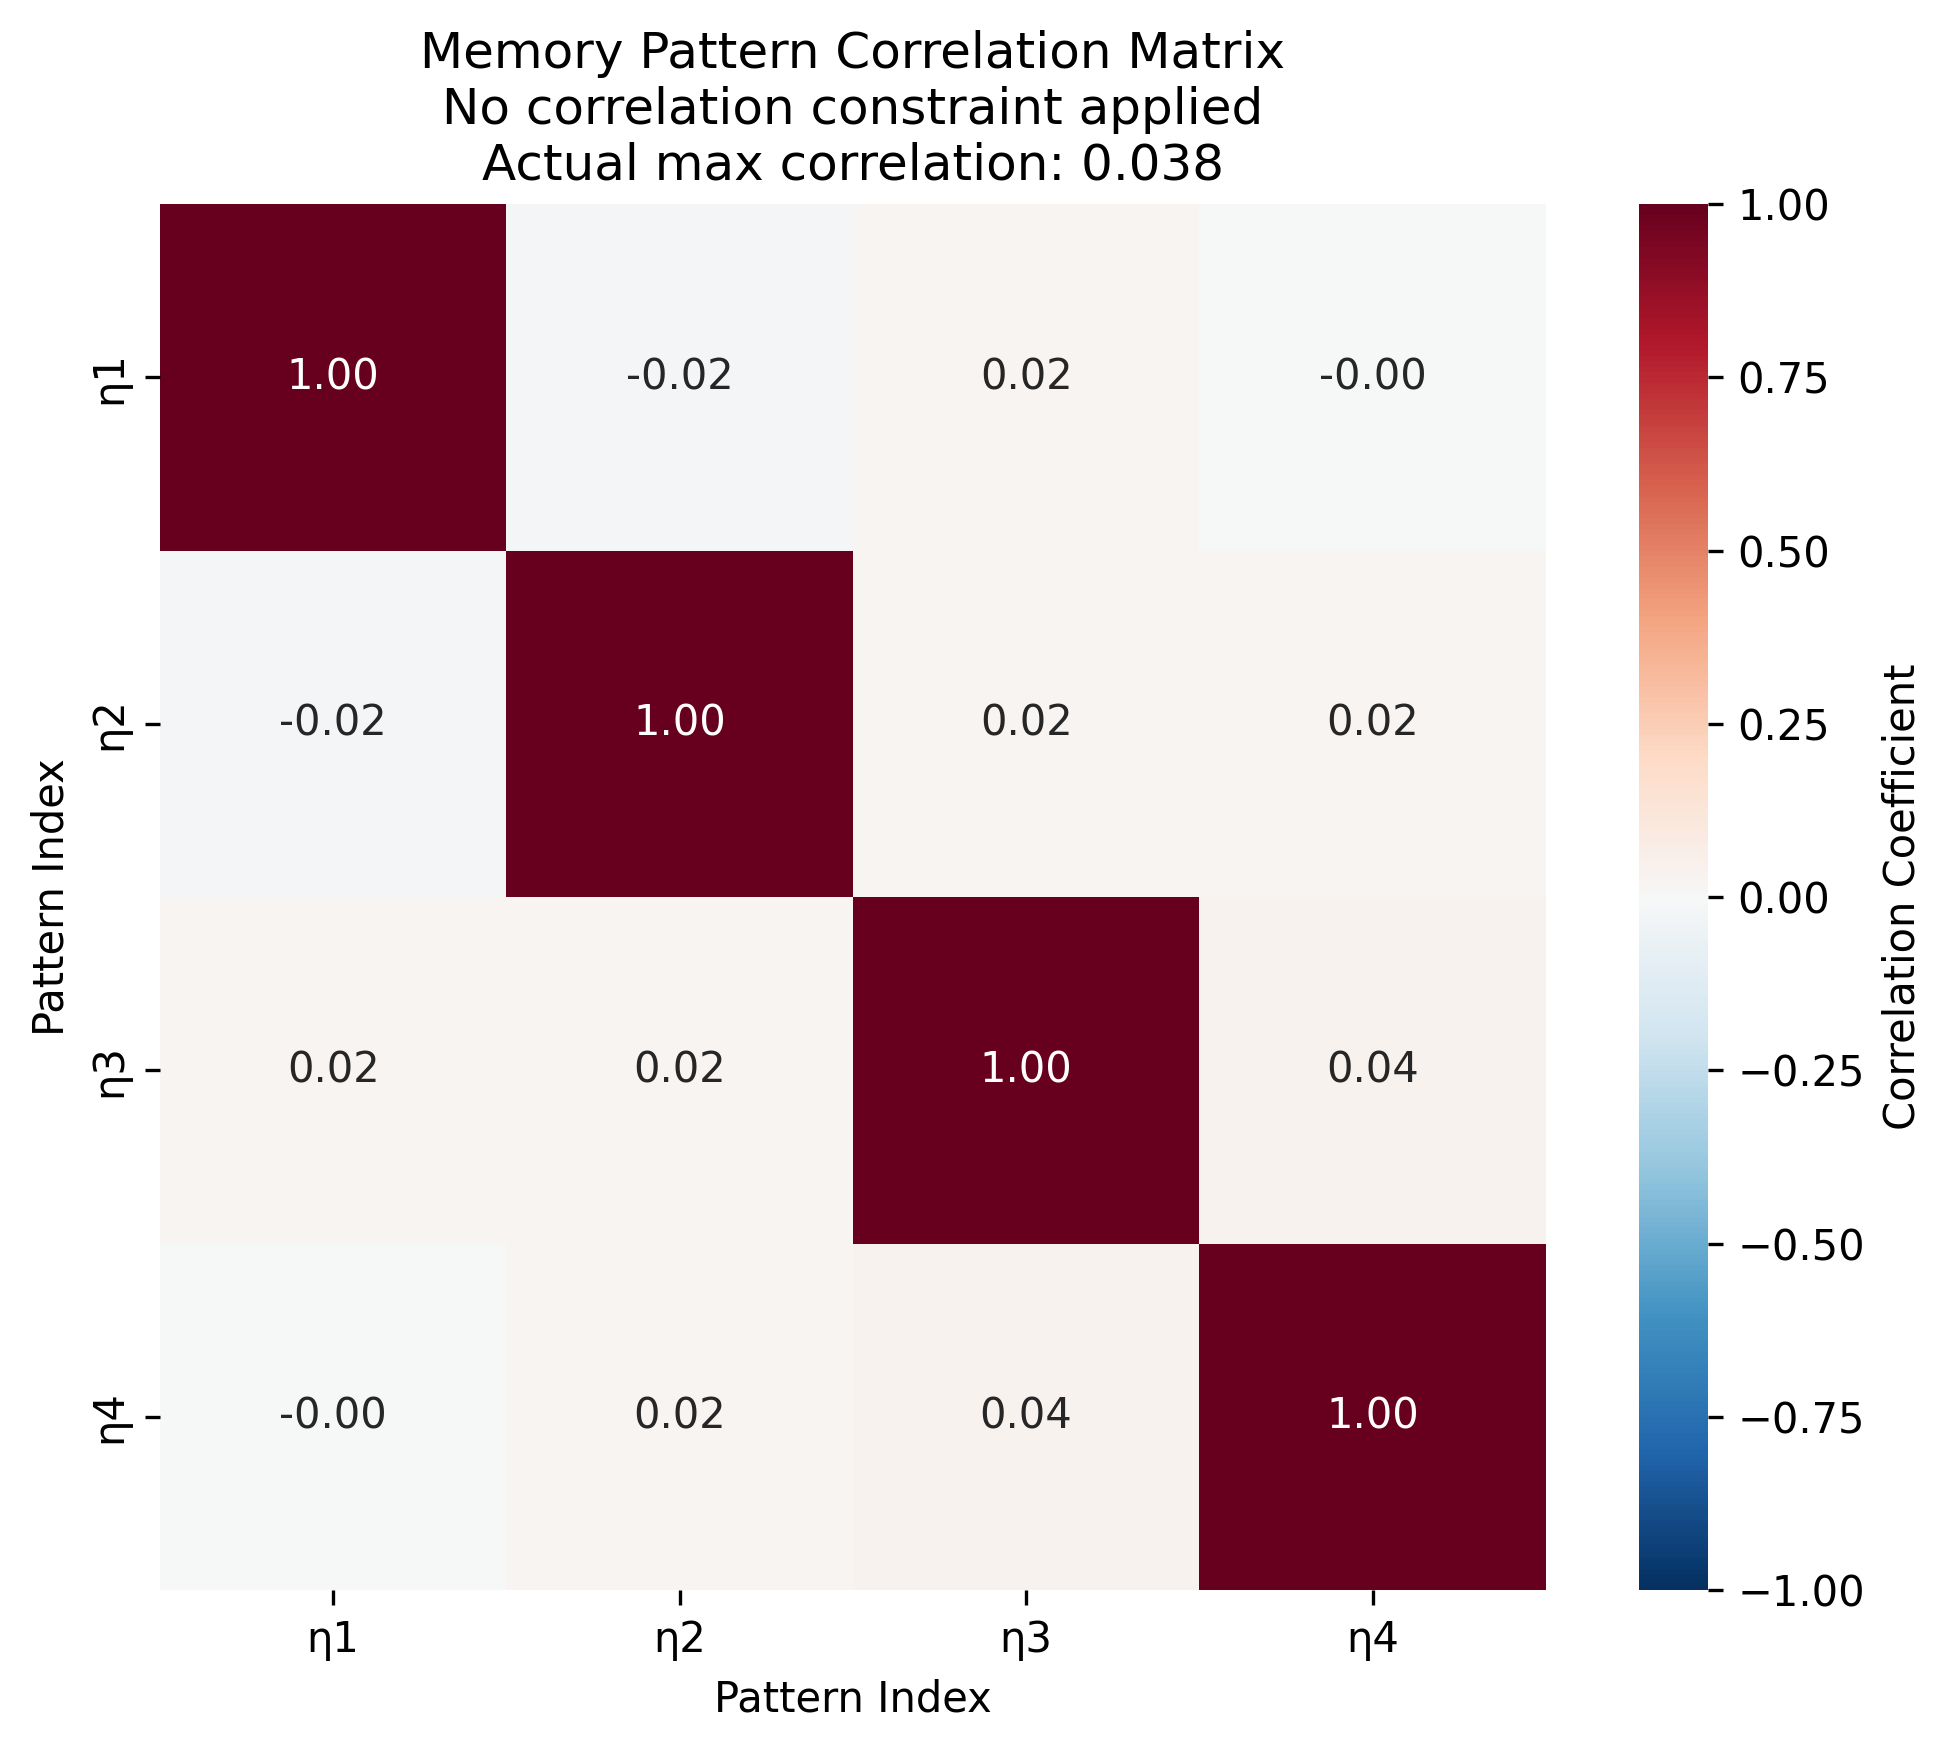 Memory Pattern Correlation Matrix
No correlation constraint applied
Actual max correlation: 0.038
Pattern Index
η1
1.00
-0.02
0.02
-0.00
η2
-0.02
1.00
0.02
0.02
η3
0.02
0.02
1.00
0.04
η4
-0.00
0.02
0.04
1.00
η1
η2
η3
η4
Pattern Index
1.00
0.75
0.50
0.25
0.00
−0.25
−0.50
−0.75
−1.00
Correlation Coefficient